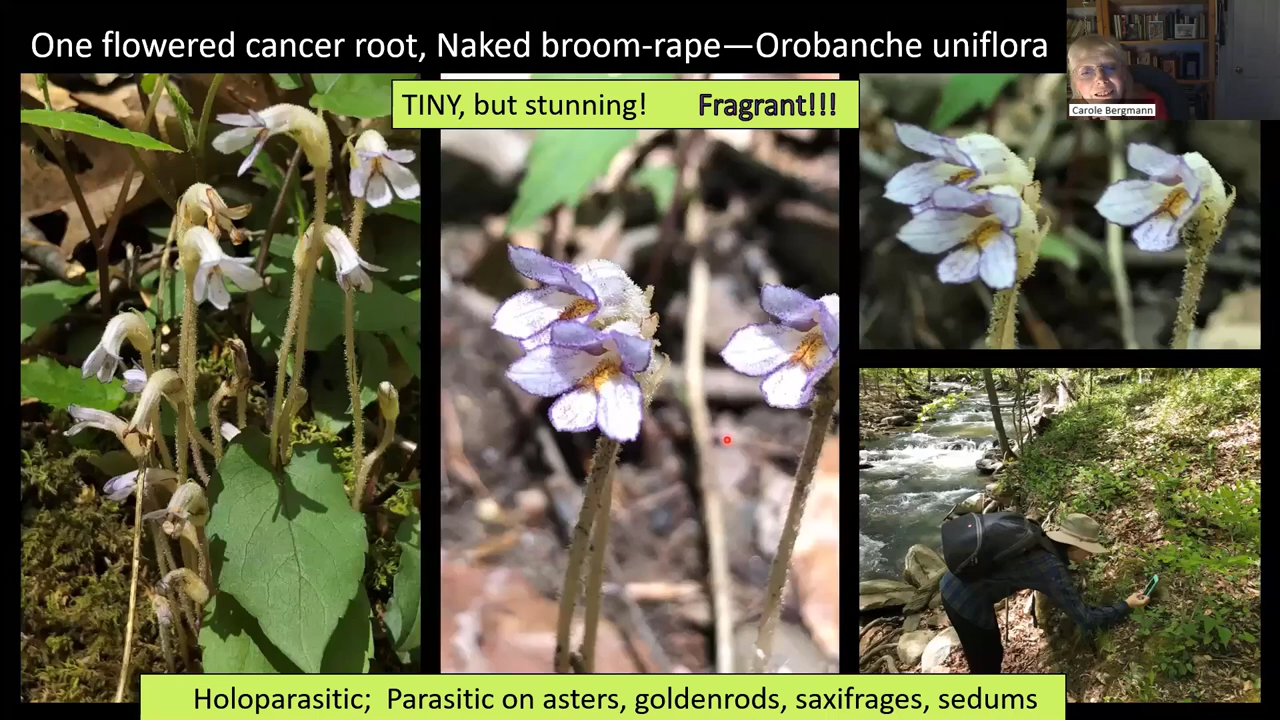 One flowered cancer root, Naked broom-rape—Orobanche uniflora
Carole Bergmann
TINY, but stunning! Fragrant!!!
Holoparasitic; Parasitic on asters, goldenrods, saxifrages, sedums